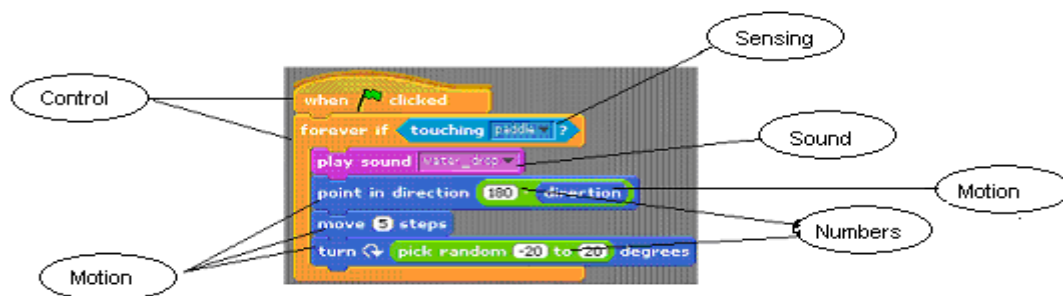 Sensing
Control
when clicked
forever if touching paddle ?
Sound
play sound water_drop
point in direction 180 - direction
Motion
move 5 steps
Numbers
turn pick random -20 to 20 degrees
Motion